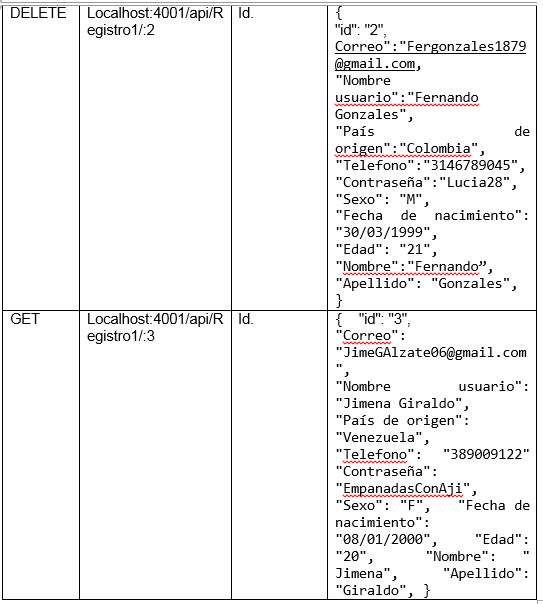 DELETE
Localhost:4001/api/R
egistro1/:2
Id.
{
"id": "2",
Correo":"Fergonzales1879
@gmail.com,
"Nombre
usuario":"Fernando
Gonzales",
"País de
origen":"Colombia",
"Telefono":"3146789045",
"Contraseña":"Lucia28",
"Sexo": "M",
"Fecha de nacimiento":
"30/03/1999",
"Edad": "21",
"Nombre":"Fernando”,
"Apellido": "Gonzales",
}
GET
Localhost:4001/api/R
egistro1/:3
Id.
{ "id": "3",
"Correo":
"JimeGAlzate06@gmail.com
",
"Nombre usuario":
"Jimena Giraldo",
"País de origen":
"Venezuela",
"Telefono": "389009122"
"Contraseña":
"EmpanadasConAji",
"Sexo": "F", "Fecha de
nacimiento":
"08/01/2000", "Edad":
"20", "Nombre": "
Jimena", "Apellido":
"Giraldo", }